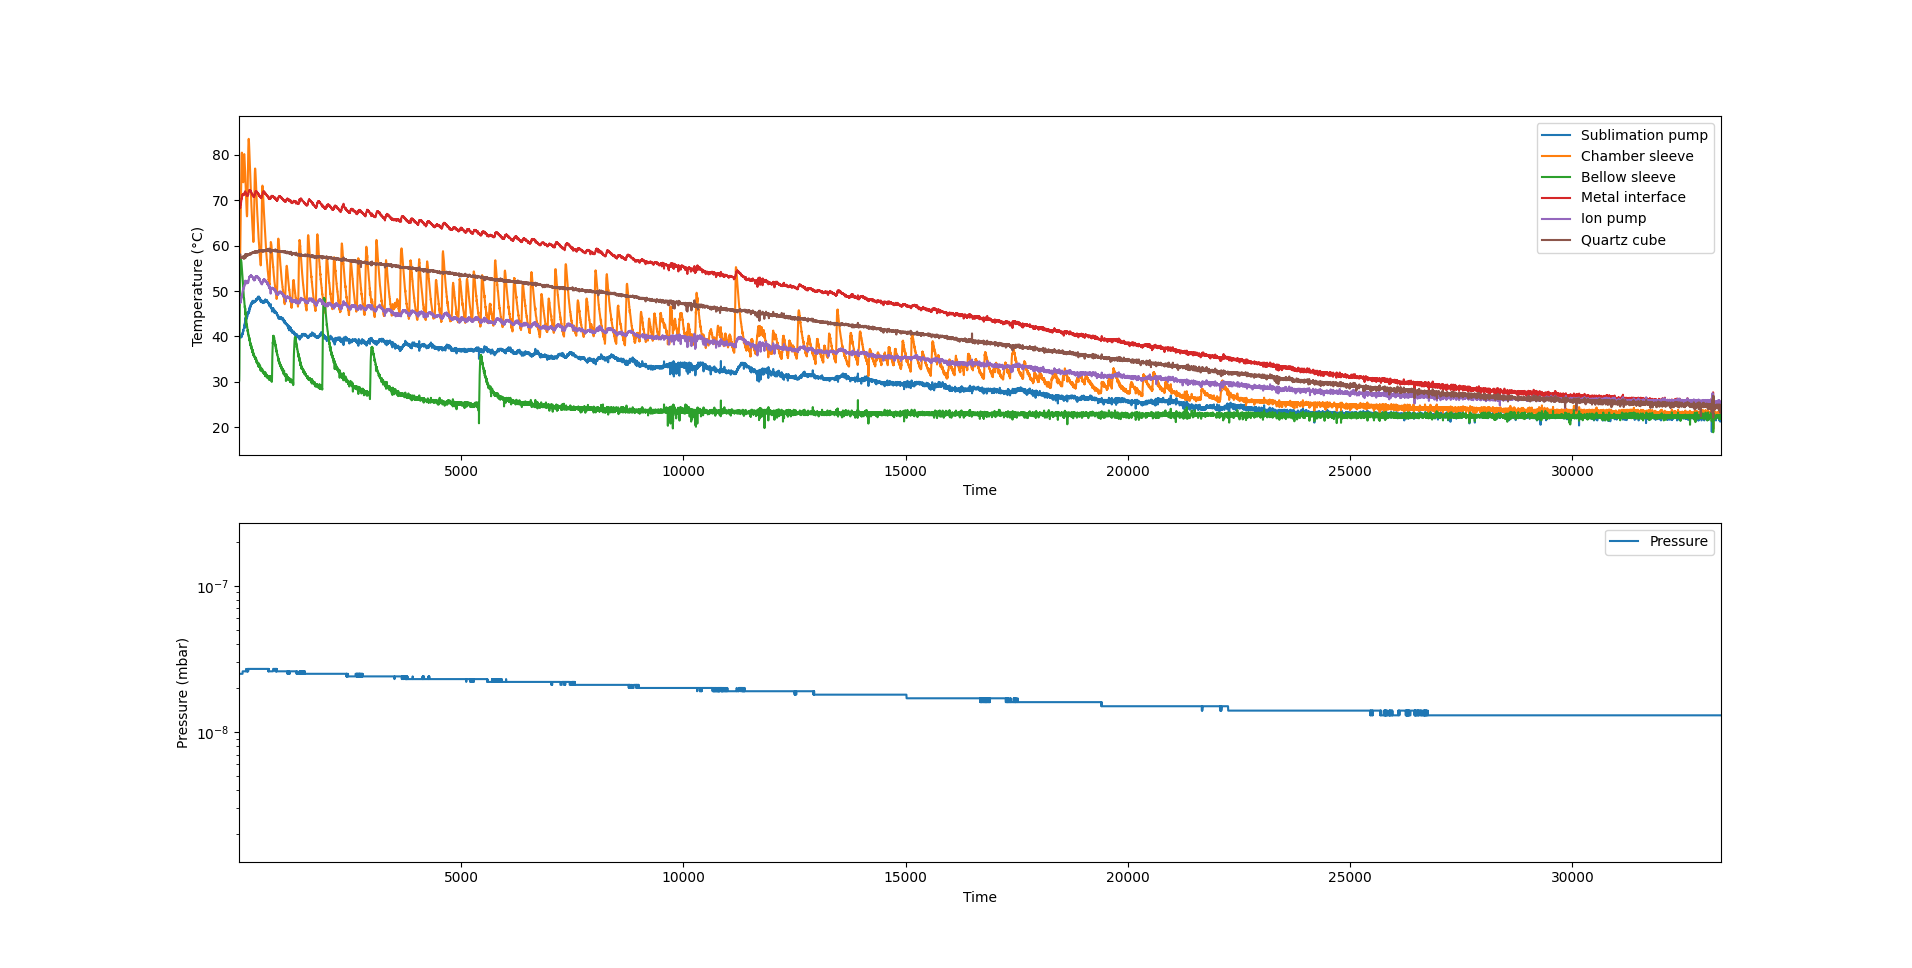 Temperature (°C)
80
70
60
50
40
30
20
Sublimation pump
Chamber sleeve
Bellow sleeve
Metal interface
Ion pump
Quartz cube
5000 10000 15000 20000 25000 30000
Time
Pressure (mbar)
10⁻⁷
10⁻⁸
Pressure
5000 10000 15000 20000 25000 30000
Time